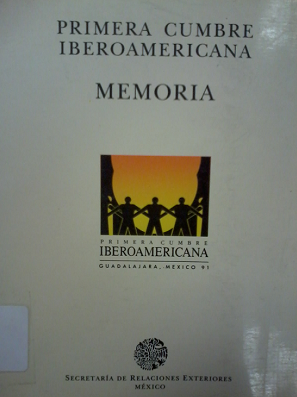 PRIMERA CUMBRE
IBEROAMERICANA
MEMORIA
PRIMERA CUMBRE
IBEROAMERICANA
GUADALAJARA, MEXICO 91
SECRETARÍA DE RELACIONES EXTERIORES
MÉXICO